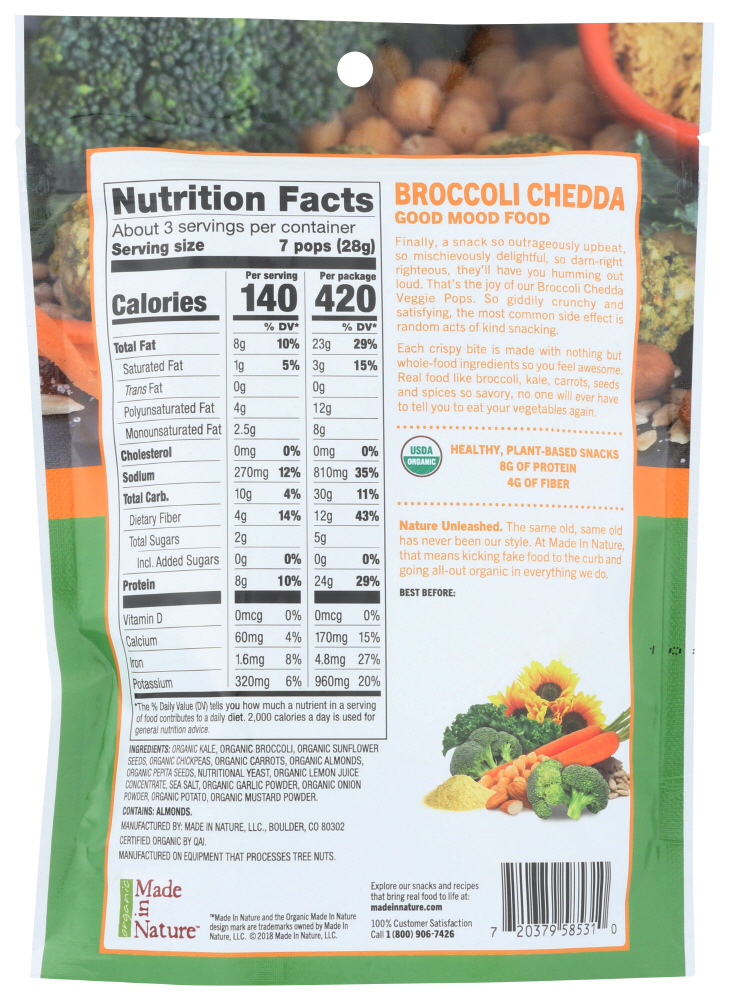 Nutrition Facts
About 3 servings per container
Serving size 7 pops (28g)
Per serving Per package
Calories 140 420
% DV* % DV*
Total Fat 8g 10% 23g 29%
Saturated Fat 1g 5% 3g 15%
Trans Fat 0g 0g
Polyunsaturated Fat 4g 12g
Monounsaturated Fat 2.5g 8g
Cholesterol 0mg 0% 0mg 0%
Sodium 270mg 12% 810mg 35%
Total Carb. 10g 4% 30g 11%
Dietary Fiber 4g 14% 12g 43%
Total Sugars 2g 5g
Incl. Added Sugars 0g 0% 0g 0%
Protein 8g 10% 24g 29%
Vitamin D 0mcg 0% 0mcg 0%
Calcium 60mg 4% 170mg 15%
Iron 1.6mg 8% 4.8mg 27%
Potassium 320mg 6% 960mg 20%
*The % Daily Value (DV) tells you how much a nutrient in a serving
of food contributes to a daily diet. 2,000 calories a day is used for
general nutrition advice.
INGREDIENTS: ORGANIC KALE, ORGANIC BROCCOLI, ORGANIC SUNFLOWER
SEEDS, ORGANIC CHICKPEAS, ORGANIC CARROTS, ORGANIC ALMONDS,
ORGANIC PEPITA SEEDS, NUTRITIONAL YEAST, ORGANIC LEMON JUICE
CONCENTRATE, SEA SALT, ORGANIC GARLIC POWDER, ORGANIC ONION
POWDER, ORGANIC POTATO, ORGANIC MUSTARD POWDER.
CONTAINS: ALMONDS.
MANUFACTURED BY: MADE IN NATURE, LLC., BOULDER, CO 80302
CERTIFIED ORGANIC BY QAI.
MANUFACTURED ON EQUIPMENT THAT PROCESSES TREE NUTS.
organic
Made
in
Nature™
™Made In Nature and the Organic Made In Nature
design mark are trademarks owned by Made In
Nature, LLC. ©2018 Made In Nature, LLC.
BROCCOLI CHEDDA
GOOD MOOD FOOD
Finally, a snack so outrageously upbeat,
so mischievously delightful, so darn-right
righteous, they'll have you humming out
loud. That's the joy of our Broccoli Chedda
Veggie Pops. So giddily crunchy and
satisfying, the most common side effect is
random acts of kind snacking.
Each crispy bite is made with nothing but
whole-food ingredients so you feel awesome.
Real food like broccoli, kale, carrots, seeds
and spices so savory, no one will ever have
to tell you to eat your vegetables again.
USDA
ORGANIC
HEALTHY, PLANT-BASED SNACKS
8G OF PROTEIN
4G OF FIBER
Nature Unleashed. The same old, same old
has never been our style. At Made In Nature,
that means kicking fake food to the curb and
going all-out organic in everything we do.
BEST BEFORE:
Explore our snacks and recipes
that bring real food to life at:
madeinnature.com
100% Customer Satisfaction
Call 1 (800) 906-7426
7 20379 58531 0